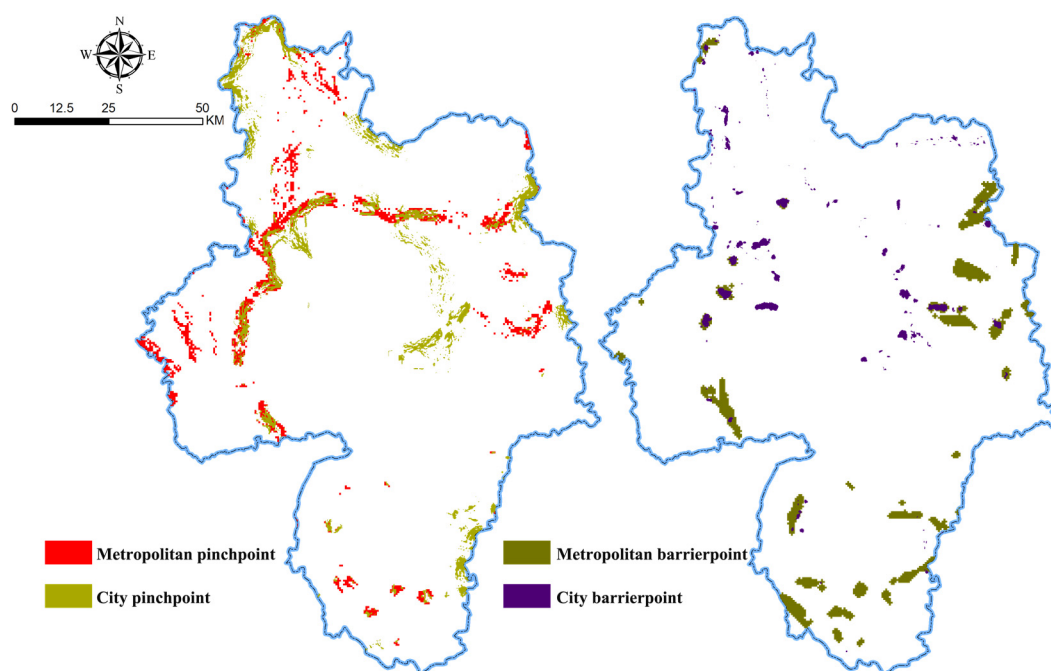 N
W E
S
0 12.5 25 50
KM
Metropolitan pinchpoint
City pinchpoint
Metropolitan barrierpoint
City barrierpoint